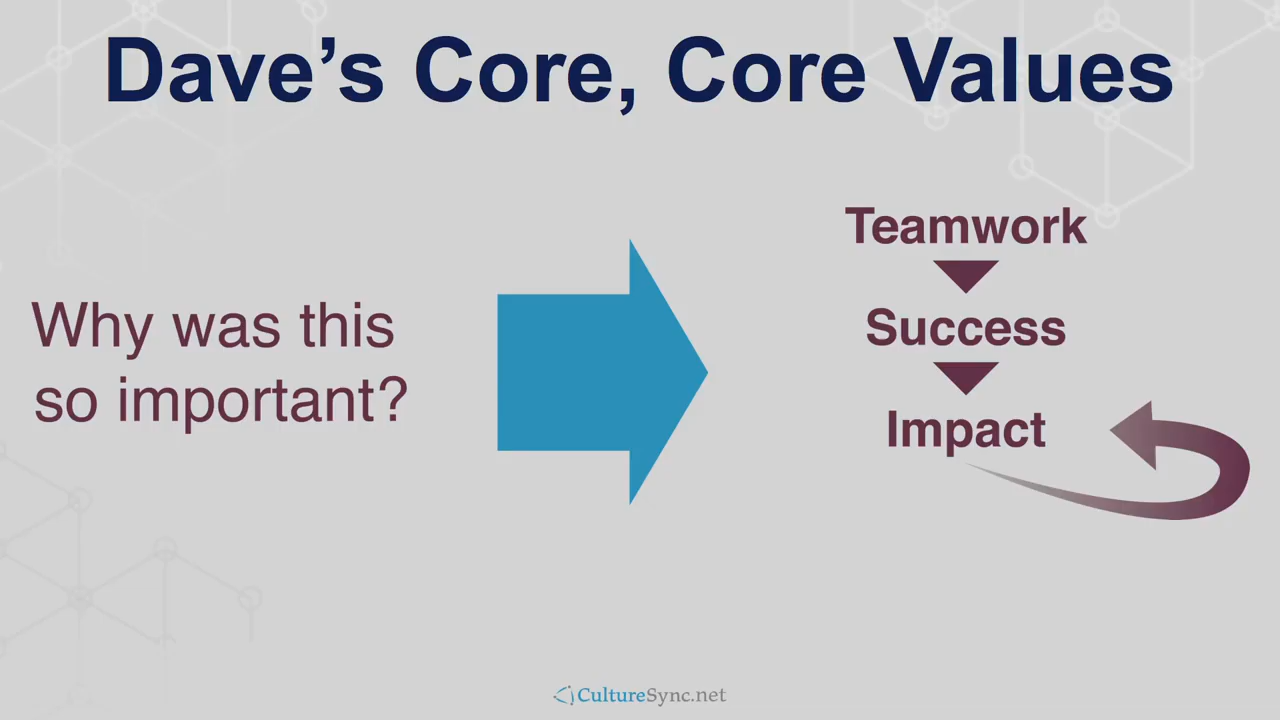 Dave’s Core, Core Values
Why was this
so important?
Teamwork
Success
Impact
CultureSync.net